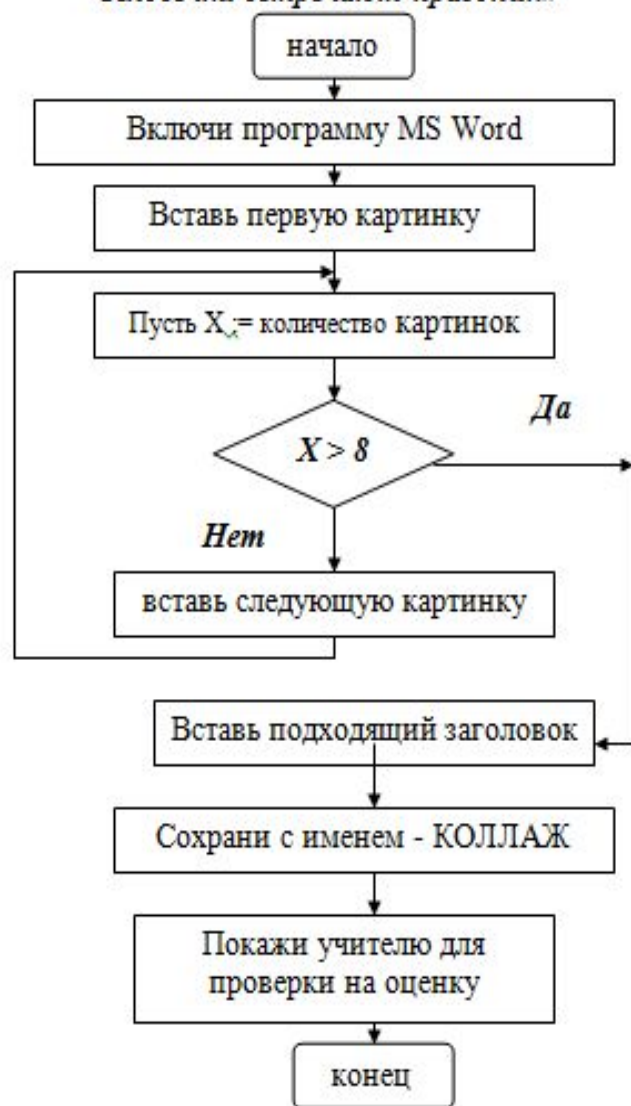 начало
Включи программу MS Word
Вставь первую картинку
Пусть X := количество картинок
X > 8
Да
Нет
вставь следующую картинку
Вставь подходящий заголовок
Сохрани с именем - КОЛЛАЖ
Покажи учителю для
проверки на оценку
конец